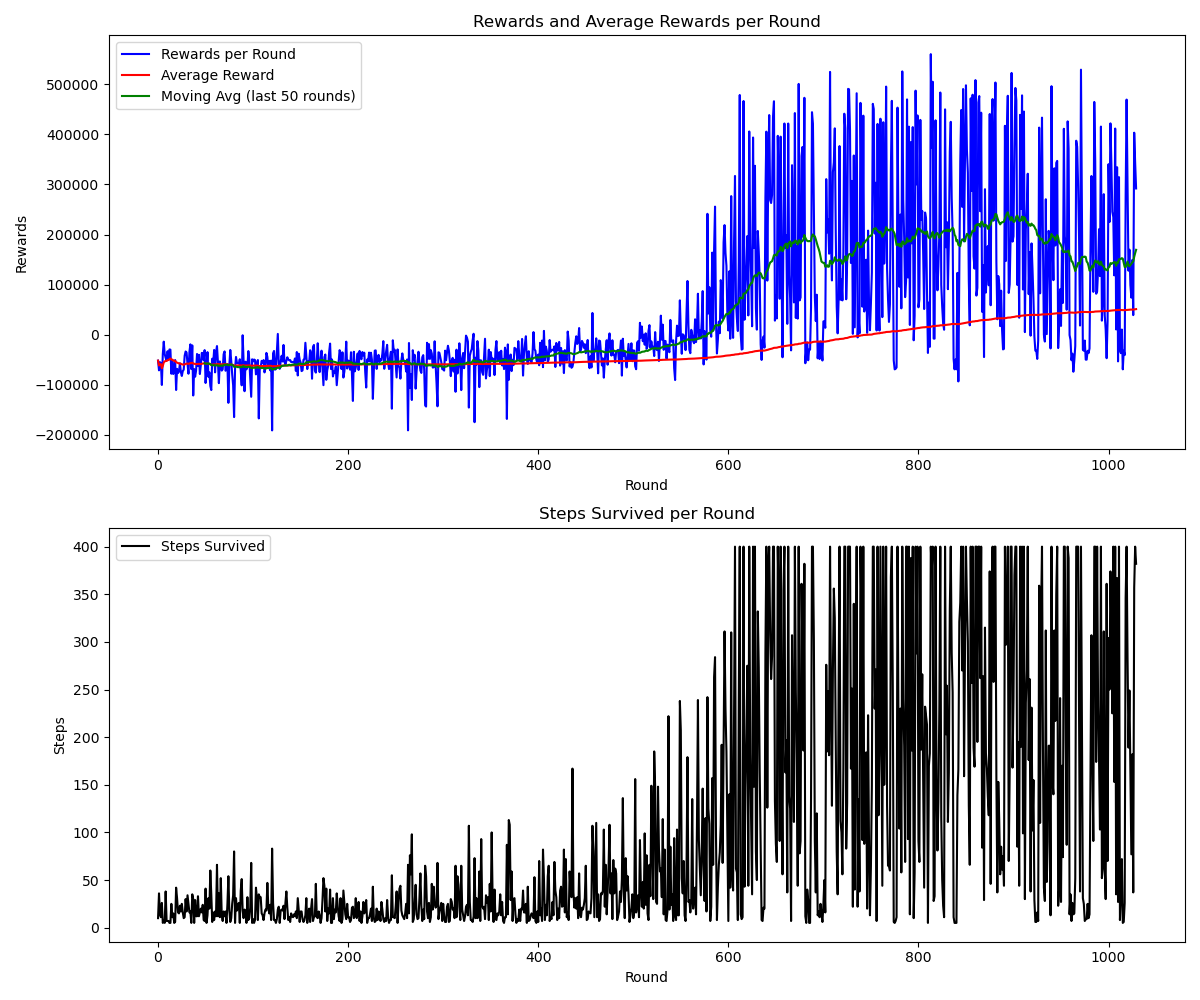 Rewards and Average Rewards per Round
Rewards per Round
Average Reward
Moving Avg (last 50 rounds)
500000
400000
300000
200000
100000
0
−100000
−200000
Rewards
0 200 400 600 800 1000
Round
Steps Survived per Round
Steps Survived
400
350
300
250
200
150
100
50
0
Steps
0 200 400 600 800 1000
Round